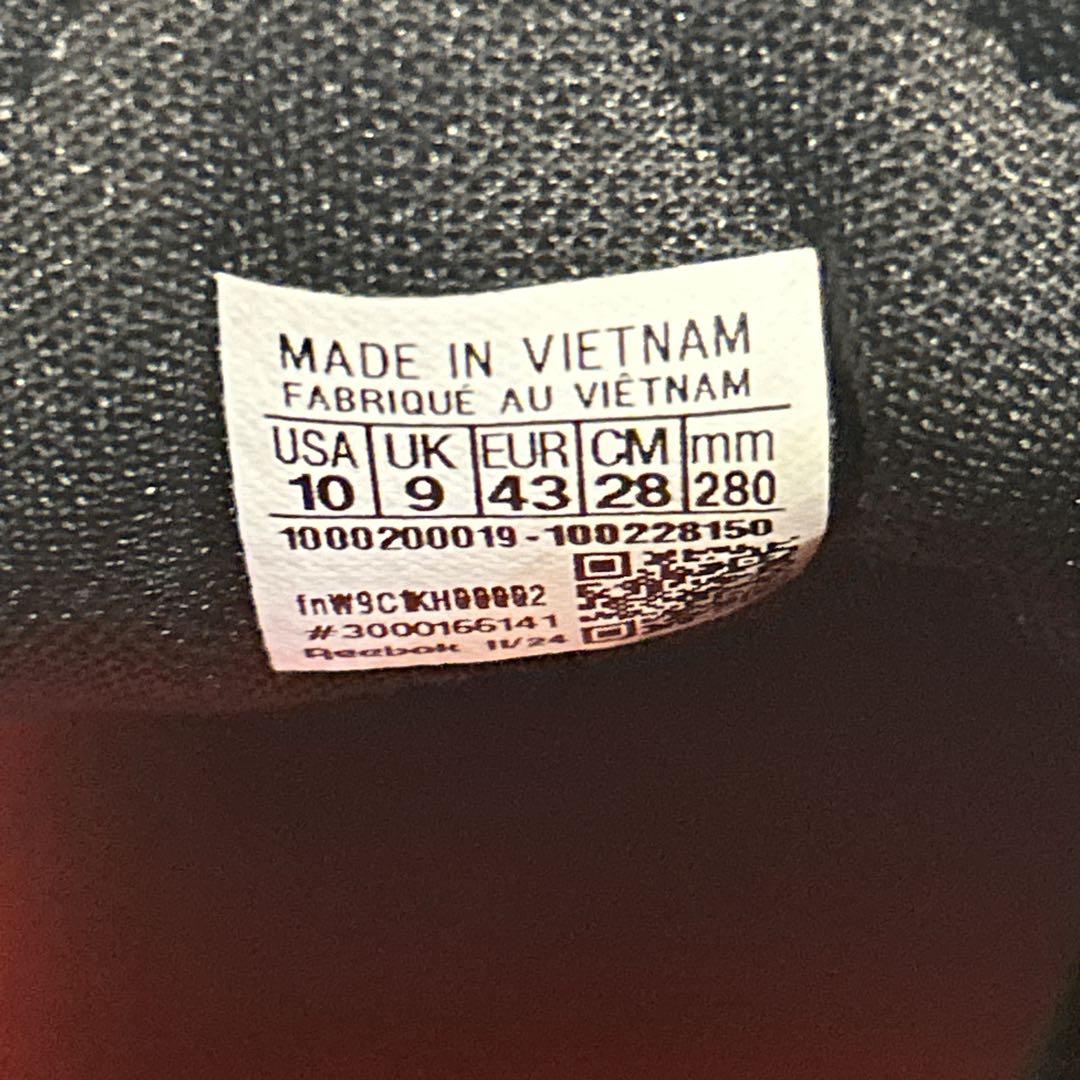 MADE IN VIETNAM
FABRIQUÉ AU VIÊTNAM
USA UK EUR CM mm
10 9 43 28 280
1000200019-100228150
#3000166141
Reebok 11/24